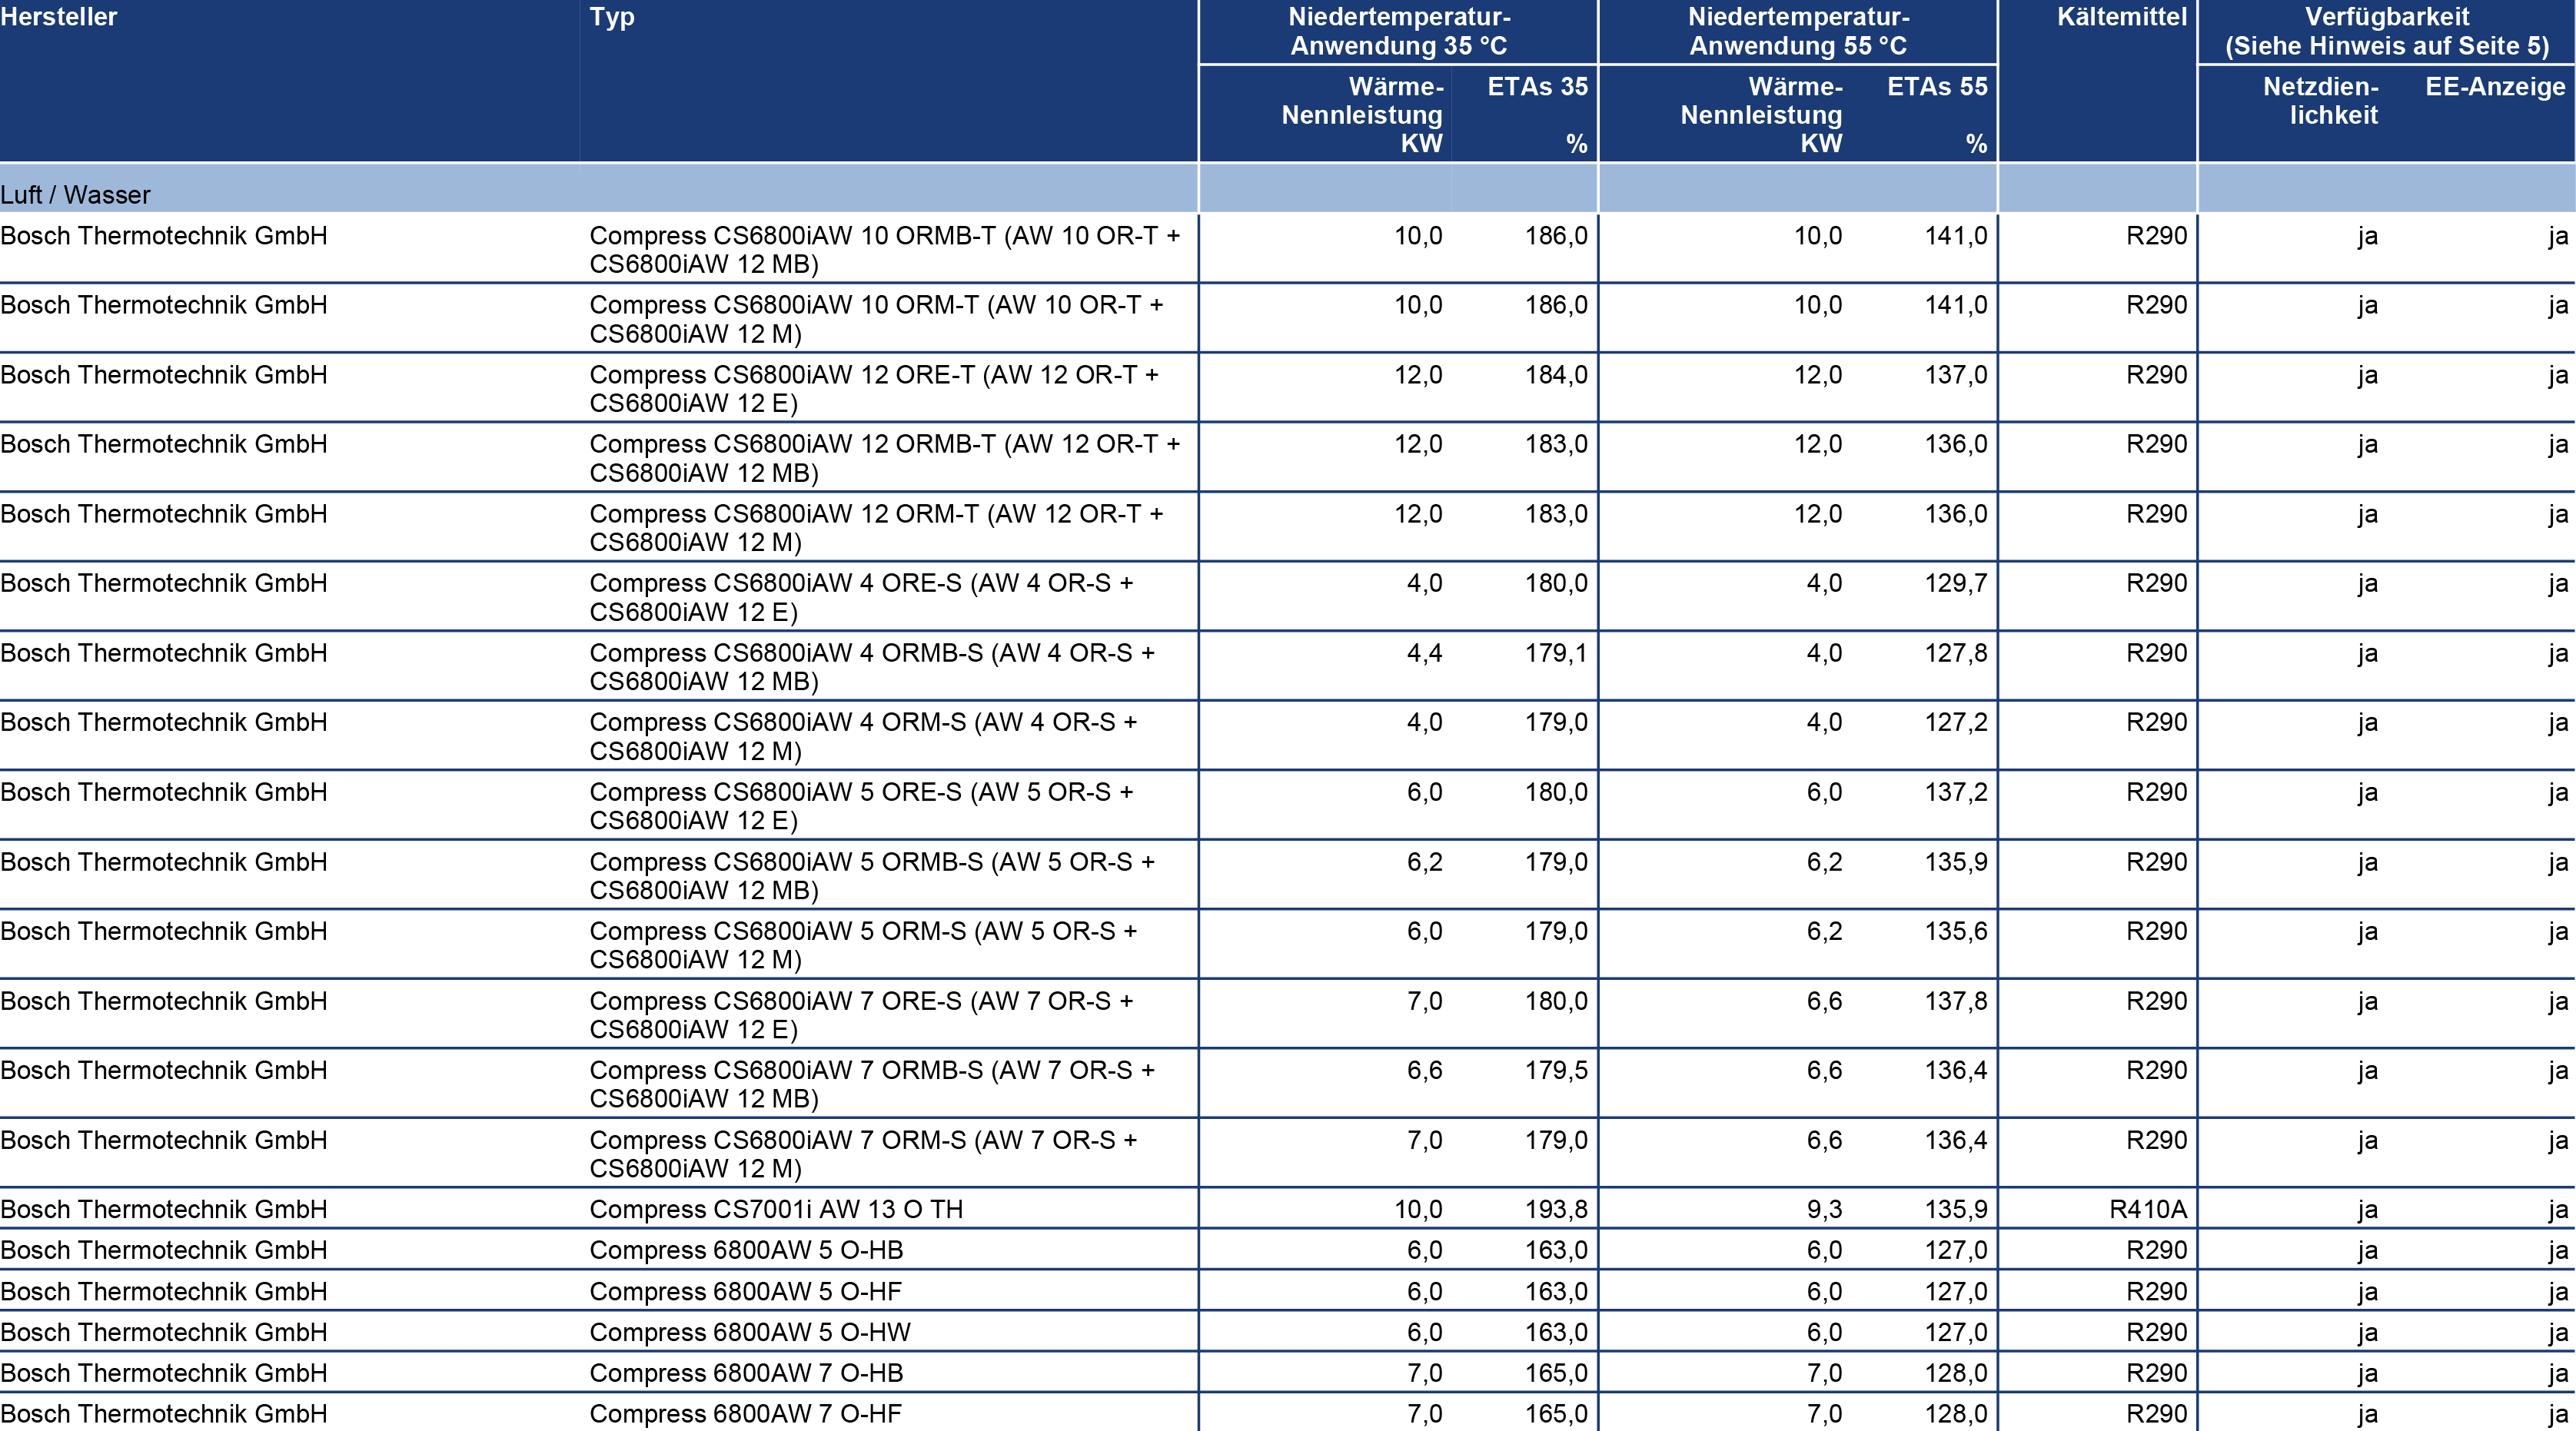 Hersteller Typ Niedertemperatur- Niedertemperatur- Kältemittel Verfügbarkeit
Anwendung 35 °C Anwendung 55 °C (Siehe Hinweis auf Seite 5)
Wärme- ETAs 35 Wärme- ETAs 55 Netzdien- EE-Anzeige
Nennleistung Nennleistung lichkeit
KW % KW %
Luft / Wasser
Bosch Thermotechnik GmbH Compress CS6800iAW 10 ORMB-T (AW 10 OR-T + 10,0 186,0 10,0 141,0 R290 ja ja
CS6800iAW 12 MB)
Bosch Thermotechnik GmbH Compress CS6800iAW 10 ORM-T (AW 10 OR-T + 10,0 186,0 10,0 141,0 R290 ja ja
CS6800iAW 12 M)
Bosch Thermotechnik GmbH Compress CS6800iAW 12 ORE-T (AW 12 OR-T + 12,0 184,0 12,0 137,0 R290 ja ja
CS6800iAW 12 E)
Bosch Thermotechnik GmbH Compress CS6800iAW 12 ORMB-T (AW 12 OR-T + 12,0 183,0 12,0 136,0 R290 ja ja
CS6800iAW 12 MB)
Bosch Thermotechnik GmbH Compress CS6800iAW 12 ORM-T (AW 12 OR-T + 12,0 183,0 12,0 136,0 R290 ja ja
CS6800iAW 12 M)
Bosch Thermotechnik GmbH Compress CS6800iAW 4 ORE-S (AW 4 OR-S + 4,0 180,0 4,0 129,7 R290 ja ja
CS6800iAW 12 E)
Bosch Thermotechnik GmbH Compress CS6800iAW 4 ORMB-S (AW 4 OR-S + 4,4 179,1 4,0 127,8 R290 ja ja
CS6800iAW 12 MB)
Bosch Thermotechnik GmbH Compress CS6800iAW 4 ORM-S (AW 4 OR-S + 4,0 179,0 4,0 127,2 R290 ja ja
CS6800iAW 12 M)
Bosch Thermotechnik GmbH Compress CS6800iAW 5 ORE-S (AW 5 OR-S + 6,0 180,0 6,0 137,2 R290 ja ja
CS6800iAW 12 E)
Bosch Thermotechnik GmbH Compress CS6800iAW 5 ORMB-S (AW 5 OR-S + 6,2 179,0 6,2 135,9 R290 ja ja
CS6800iAW 12 MB)
Bosch Thermotechnik GmbH Compress CS6800iAW 5 ORM-S (AW 5 OR-S + 6,0 179,0 6,2 135,6 R290 ja ja
CS6800iAW 12 M)
Bosch Thermotechnik GmbH Compress CS6800iAW 7 ORE-S (AW 7 OR-S + 7,0 180,0 6,6 137,8 R290 ja ja
CS6800iAW 12 E)
Bosch Thermotechnik GmbH Compress CS6800iAW 7 ORMB-S (AW 7 OR-S + 6,6 179,5 6,6 136,4 R290 ja ja
CS6800iAW 12 MB)
Bosch Thermotechnik GmbH Compress CS6800iAW 7 ORM-S (AW 7 OR-S + 7,0 179,0 6,6 136,4 R290 ja ja
CS6800iAW 12 M)
Bosch Thermotechnik GmbH Compress CS7001i AW 13 O TH 10,0 193,8 9,3 135,9 R410A ja ja
Bosch Thermotechnik GmbH Compress 6800AW 5 O-HB 6,0 163,0 6,0 127,0 R290 ja ja
Bosch Thermotechnik GmbH Compress 6800AW 5 O-HF 6,0 163,0 6,0 127,0 R290 ja ja
Bosch Thermotechnik GmbH Compress 6800AW 5 O-HW 6,0 163,0 6,0 127,0 R290 ja ja
Bosch Thermotechnik GmbH Compress 6800AW 7 O-HB 7,0 165,0 7,0 128,0 R290 ja ja
Bosch Thermotechnik GmbH Compress 6800AW 7 O-HF 7,0 165,0 7,0 128,0 R290 ja ja